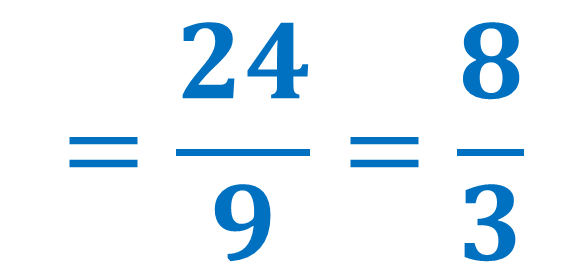 = 24/9 = 8/3